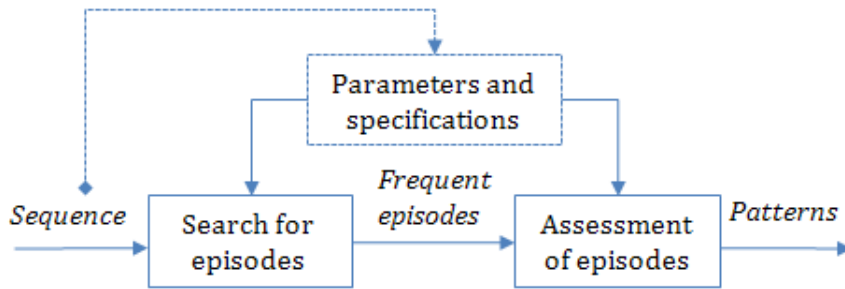 Parameters and
specifications
Sequence
Search for
episodes
Frequent
episodes
Assessment
of episodes
Patterns